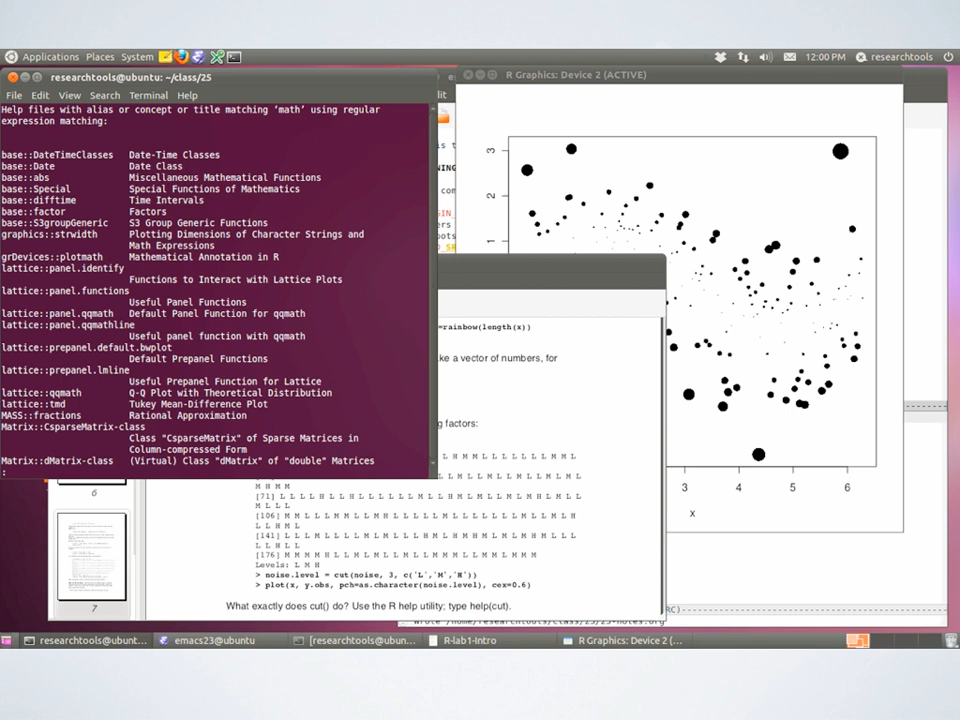 Applications Places System
12:00 PM researchtools
researchtools@ubuntu: ~/class/25
File Edit View Search Terminal Help
Help files with alias or concept or title matching ‘math’ using regular
expression matching:
base::DateTimeClasses Date-Time Classes
base::Date Date Class
base::abs Miscellaneous Mathematical Functions
base::Special Special Functions of Mathematics
base::difftime Time Intervals
base::factor Factors
base::S3groupGeneric S3 Group Generic Functions
graphics::strwidth Plotting Dimensions of Character Strings and
Math Expressions
grDevices::plotmath Mathematical Annotation in R
lattice::panel.identify
Functions to Interact with Lattice Plots
lattice::panel.functions
Useful Panel Functions
lattice::panel.qqmath Default Panel Function for qqmath
lattice::panel.qqmathline
Useful panel function with qqmath
lattice::prepanel.default.bwplot
Default Prepanel Functions
lattice::prepanel.lmline
Useful Prepanel Function for Lattice
lattice::qqmath Q-Q Plot with Theoretical Distribution
lattice::tmd Tukey Mean-Difference Plot
MASS::fractions Rational Approximation
Matrix::CsparseMatrix-class
Class "CsparseMatrix" of Sparse Matrices in
Column-compressed Form
Matrix::dMatrix-class (Virtual) Class "dMatrix" of "double" Matrices
:
R Graphics: Device 2 (ACTIVE)
3
2
1
3 4 5 6
x
=rainbow(length(x))
ke a vector of numbers, for
g factors:
L H M M L L L L L L L M M L
M H M M
[71] L L L L H L L H L L L L L L M L L H L M L L M L M H L M L L
M L L L
[106] M M L L L M M L L M H L L L L M L L L L L L L M L L M L H
L L H M L
[141] L L L M L L L M L L L L H M L H M H M L M L M H M L L L
L L H L L
[176] M M M M H L L M L M L L M L L M M M L L M M L M M M
Levels: L M H
> noise.level = cut(noise, 3, c('L','M','H'))
> plot(x, y.obs, pch=as.character(noise.level), cex=0.6)
What exactly does cut() do? Use the R help utility; type help(cut).
6
7
researchtools@ubunt... emacs23@ubuntu [researchtools@ubun... R-lab1-Intro R Graphics: Device 2 (...